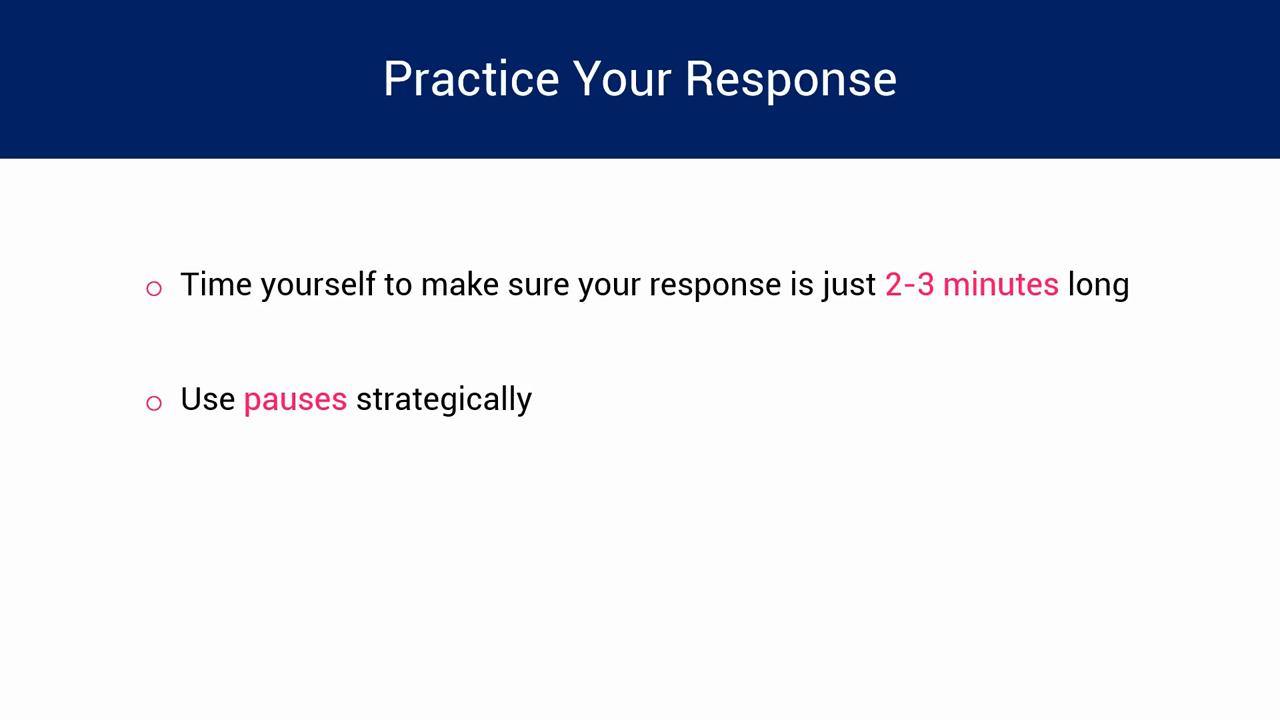 Practice Your Response
Time yourself to make sure your response is just 2-3 minutes long
Use pauses strategically